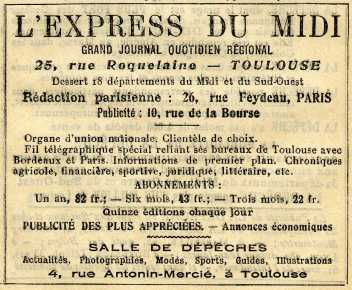 L'EXPRESS DU MIDI
GRAND JOURNAL QUOTIDIEN RÉGIONAL
25, rue Roquelaine — TOULOUSE
Dessert 18 départements du Midi et du Sud-Ouest
Rédaction parisienne : 26, rue Feydeau, PARIS
Publicité : 10, rue de la Bourse
Organe d'union nationale. Clientèle de choix.
Fil télégraphique spécial reliant ses bureaux de Toulouse avec
Bordeaux et Paris. Informations de premier plan. Chroniques
agricole, financière, sportive, juridique, littéraire, etc.
ABONNEMENTS :
Un an, 82 fr.; — Six mois, 43 fr.; — Trois mois, 22 fr.
Quinze éditions chaque jour
PUBLICITÉ DES PLUS APPRÉCIÉES. — Annonces économiques
SALLE DE DÉPÊCHES
Actualités, Photographies, Modes, Sports, Guides, Illustrations
4, rue Antonin-Mercié, à Toulouse